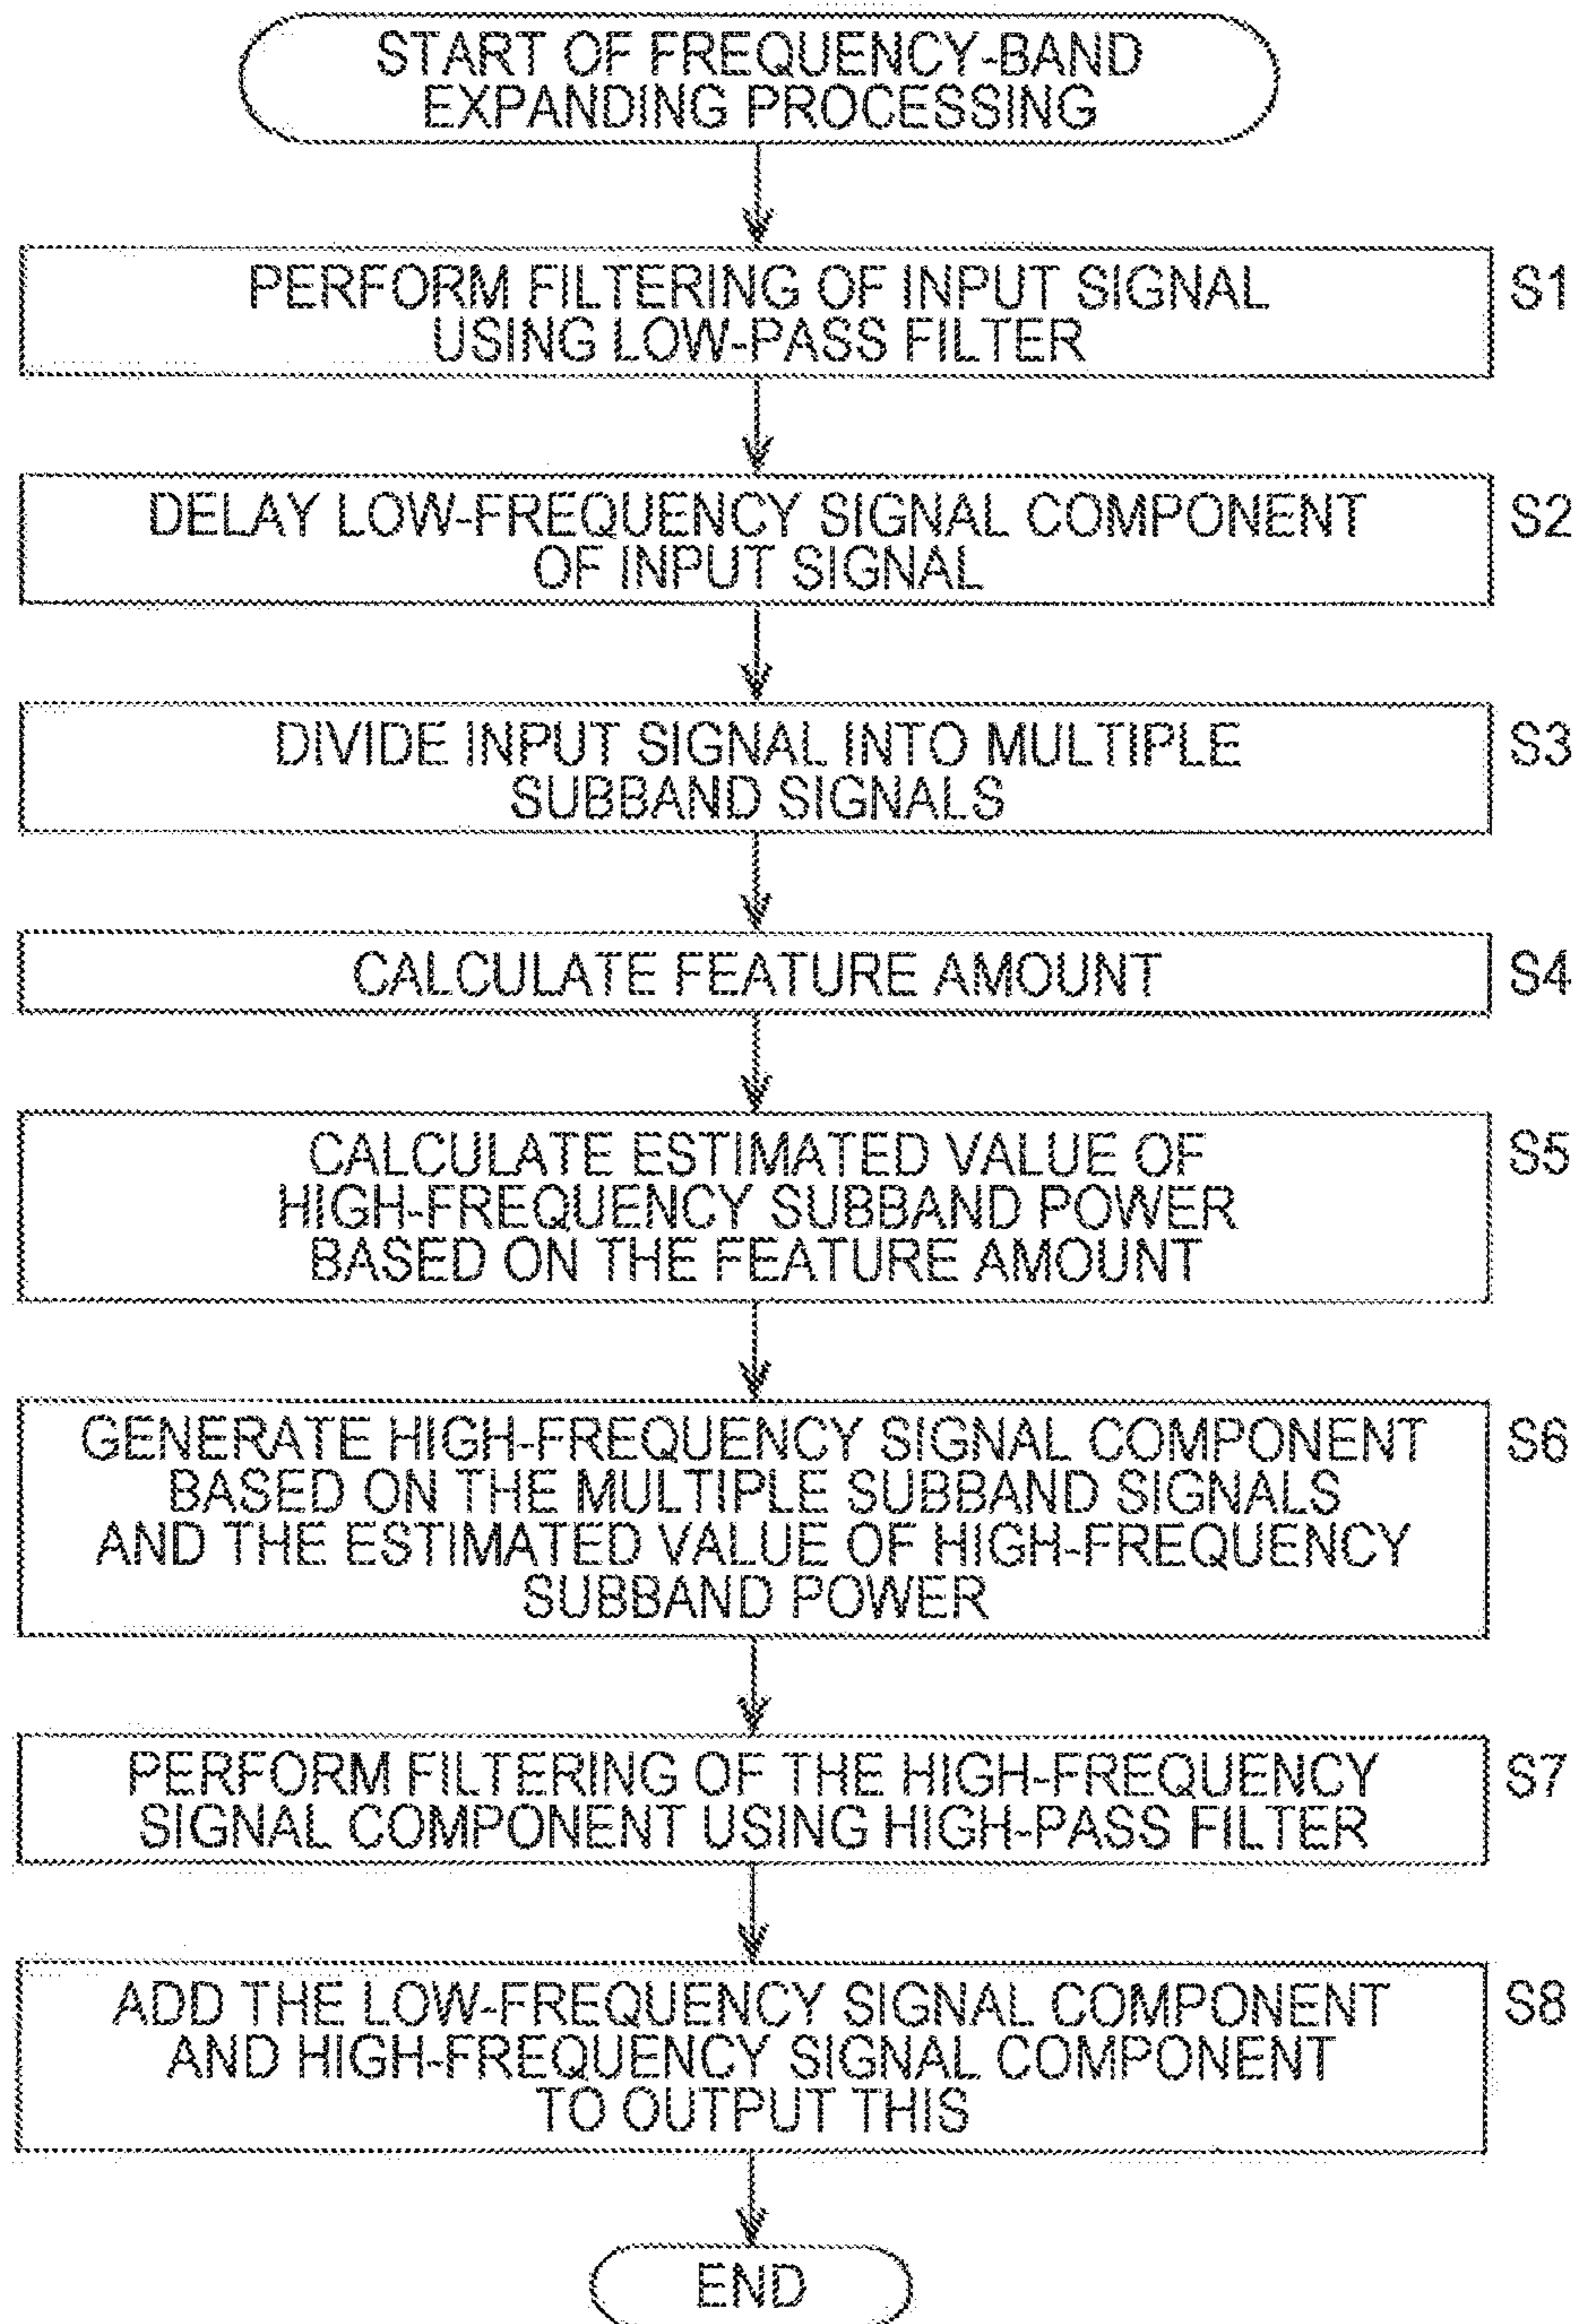 START OF FREQUENCY-BAND
EXPANDING PROCESSING
PERFORM FILTERING OF INPUT SIGNAL
USING LOW-PASS FILTER
S1
DELAY LOW-FREQUENCY SIGNAL COMPONENT
OF INPUT SIGNAL
S2
DIVIDE INPUT SIGNAL INTO MULTIPLE
SUBBAND SIGNALS
S3
CALCULATE FEATURE AMOUNT
S4
CALCULATE ESTIMATED VALUE OF
HIGH-FREQUENCY SUBBAND POWER
BASED ON THE FEATURE AMOUNT
S5
GENERATE HIGH-FREQUENCY SIGNAL COMPONENT
BASED ON THE MULTIPLE SUBBAND SIGNALS
AND THE ESTIMATED VALUE OF HIGH-FREQUENCY
SUBBAND POWER
S6
PERFORM FILTERING OF THE HIGH-FREQUENCY
SIGNAL COMPONENT USING HIGH-PASS FILTER
S7
ADD THE LOW-FREQUENCY SIGNAL COMPONENT
AND HIGH-FREQUENCY SIGNAL COMPONENT
TO OUTPUT THIS
S8
END